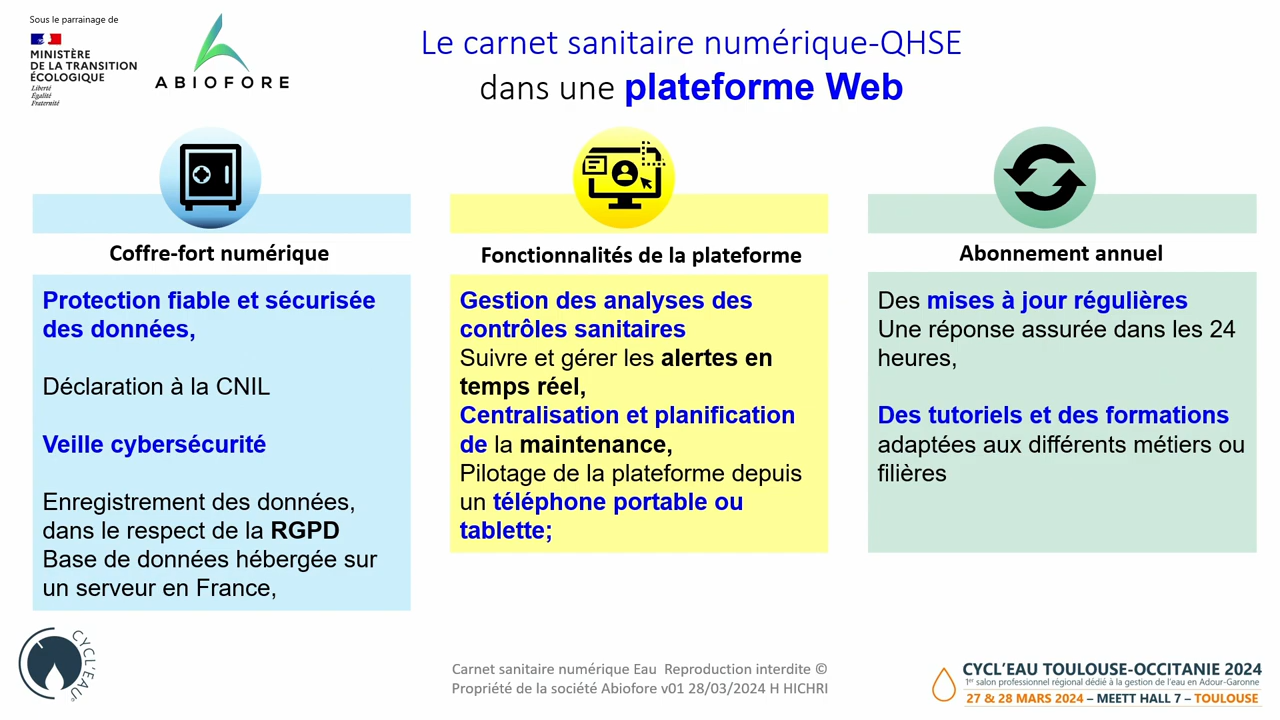 Sous le parrainage de
MINISTÈRE
DE LA TRANSITION
ÉCOLOGIQUE
Liberté
Égalité
Fraternité
ABIOFORE
Le carnet sanitaire numérique-QHSE
dans une plateforme Web
Coffre-fort numérique
Protection fiable et sécurisée
des données,
Déclaration à la CNIL
Veille cybersécurité
Enregistrement des données,
dans le respect de la RGPD
Base de données hébergée sur
un serveur en France,
Fonctionnalités de la plateforme
Gestion des analyses des
contrôles sanitaires
Suivre et gérer les alertes en
temps réel,
Centralisation et planification
de la maintenance,
Pilotage de la plateforme depuis
un téléphone portable ou
tablette;
Abonnement annuel
Des mises à jour régulières
Une réponse assurée dans les 24
heures,
Des tutoriels et des formations
adaptées aux différents métiers ou
filières
CYCL'EAU
Carnet sanitaire numérique Eau Reproduction interdite ©
Propriété de la société Abiofore v01 28/03/2024 H HICHRI
CYCL'EAU TOULOUSE-OCCITANIE 2024
1er salon professionnel régional dédié à la gestion de l'eau en Adour-Garonne
27 & 28 MARS 2024 – MEETT HALL 7 – TOULOUSE